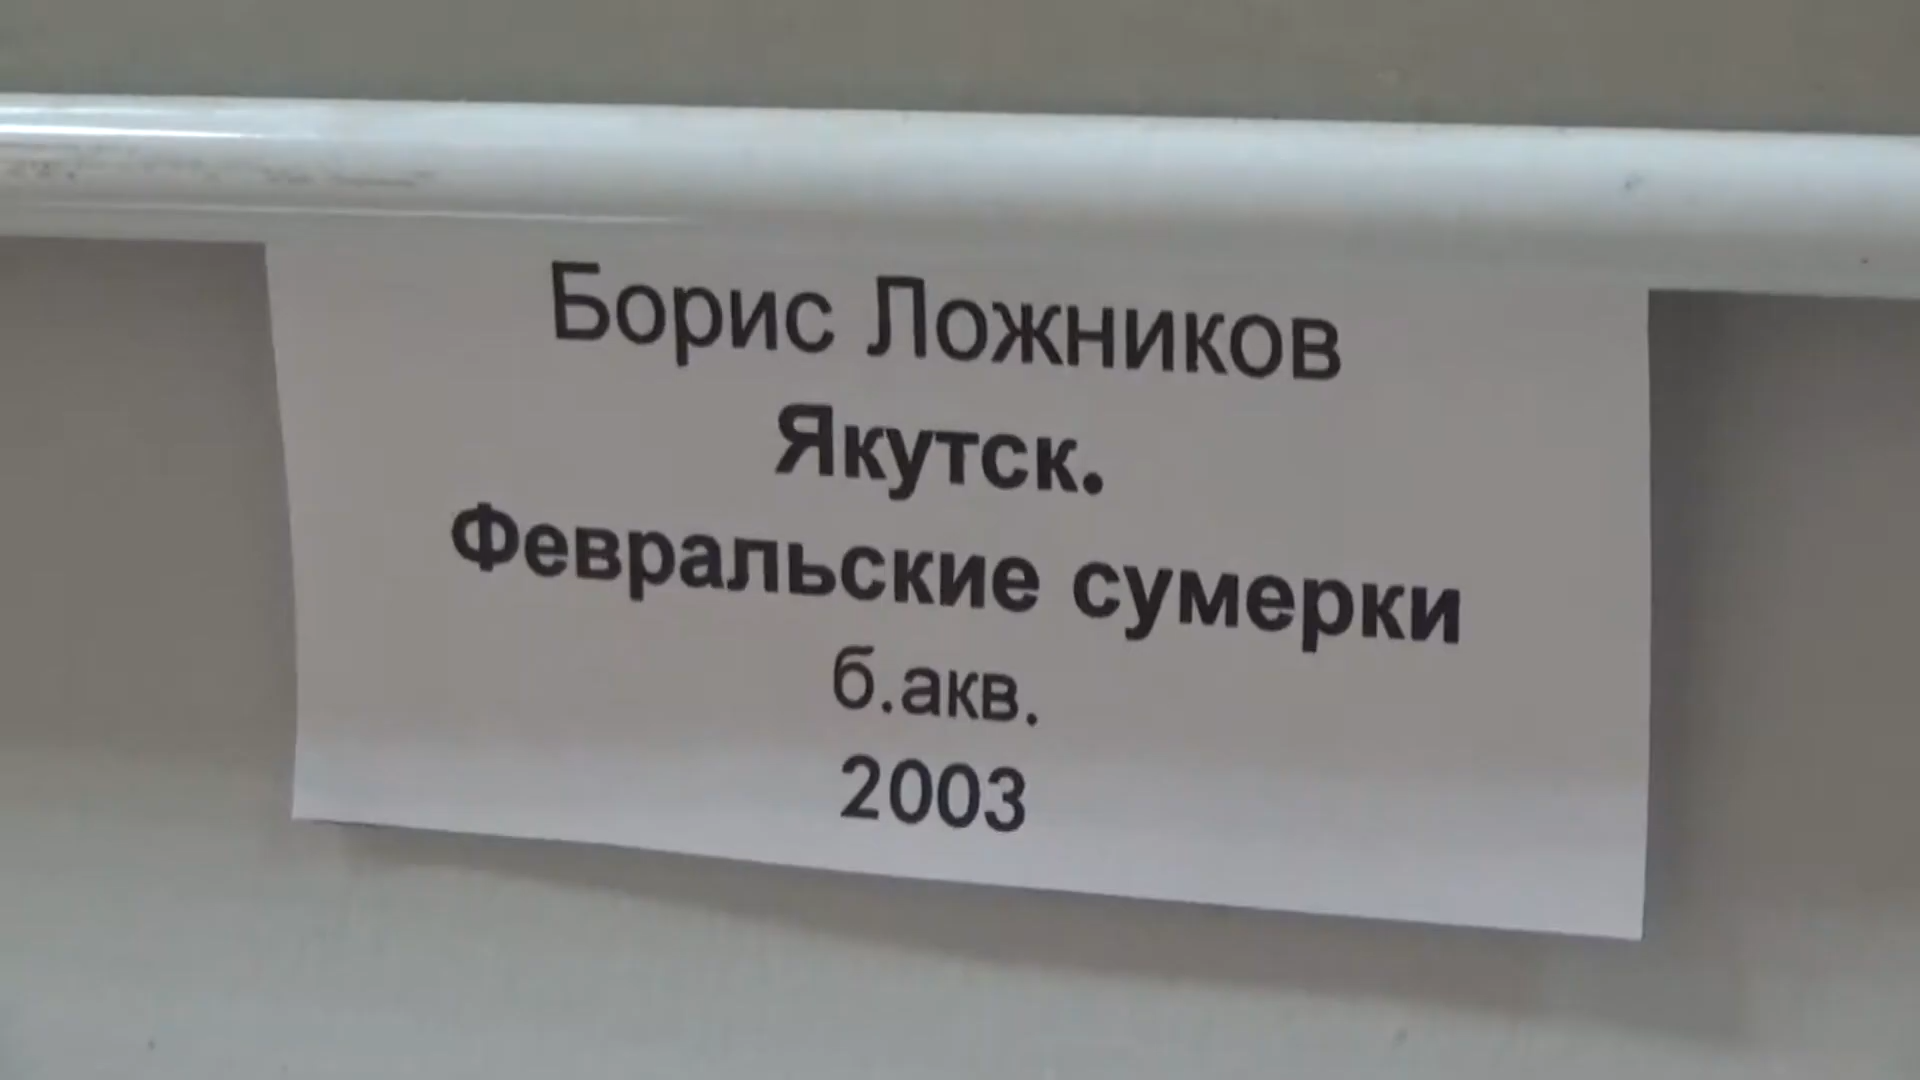 Борис Ложников
Якутск.
Февральские сумерки
б.акв.
2003